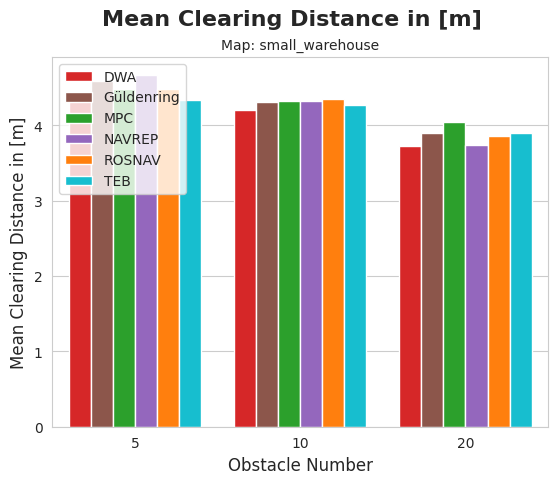 Mean Clearing Distance in [m]
Map: small_warehouse
DWA
Güldenring
MPC
NAVREP
ROSNAV
TEB
Mean Clearing Distance in [m]
4
3
2
1
0
5
10
20
Obstacle Number